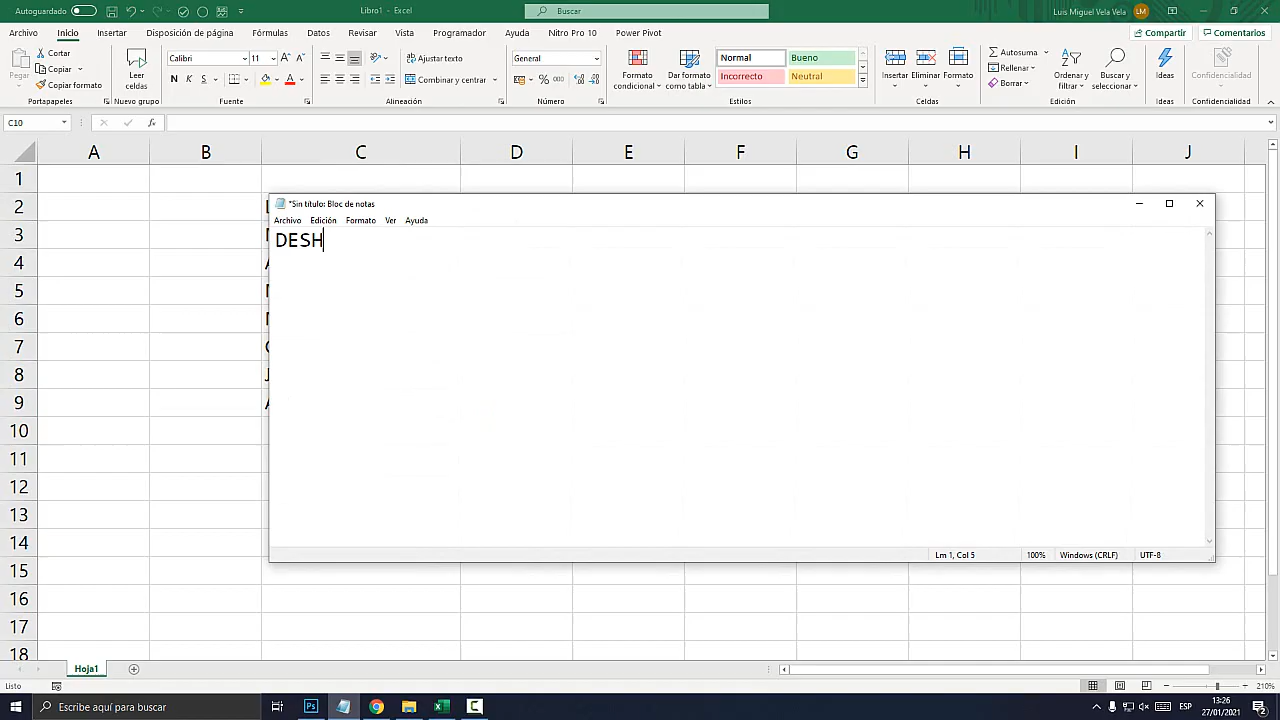 Autoguardado
Libro1 - Excel
Buscar
Luis Miguel Vela Vela
LM
Archivo Inicio Insertar Disposición de página Fórmulas Datos Revisar Vista Programador Ayuda Nitro Pro 10 Power Pivot
Compartir Comentarios
Pegar
Cortar
Copiar
Copiar formato
Portapapeles
Leer celdas
Nuevo grupo
Calibri 11
N K S
Fuente
Ajustar texto
Combinar y centrar
Alineación
General
% 000
Número
Formato condicional
Dar formato como tabla
Normal Bueno
Incorrecto Neutral
Estilos
Insertar Eliminar Formato
Celdas
Autosuma
Rellenar
Borrar
Ordenar y filtrar
Buscar y seleccionar
Edición
Ideas
Ideas
Confidencialidad
Confidencialidad
C10
fx
A B C D E F G H I J
1
2
3
4
5
6
7
8
9
10
11
12
13
14
15
16
17
18
*Sin título: Bloc de notas
Archivo Edición Formato Ver Ayuda
DESH
Lm 1, Col 5 100% Windows (CRLF) UTF-8
Hoja1
Listo
210%
Escribe aquí para buscar
Ps
ESP
13:26
27/01/2021
2